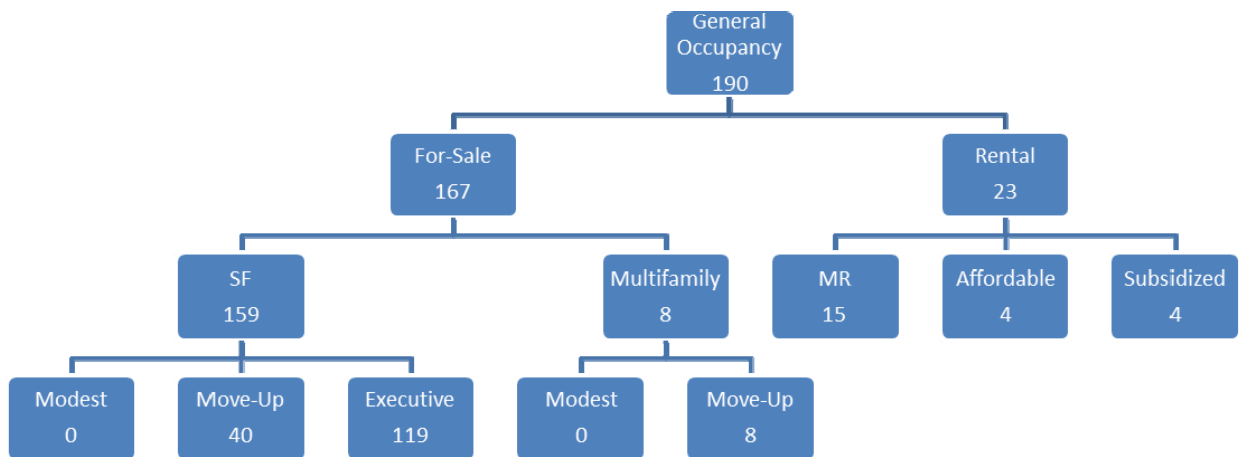 General
Occupancy
190
For-Sale
167
Rental
23
SF
159
Multifamily
8
MR
15
Affordable
4
Subsidized
4
Modest
0
Move-Up
40
Executive
119
Modest
0
Move-Up
8